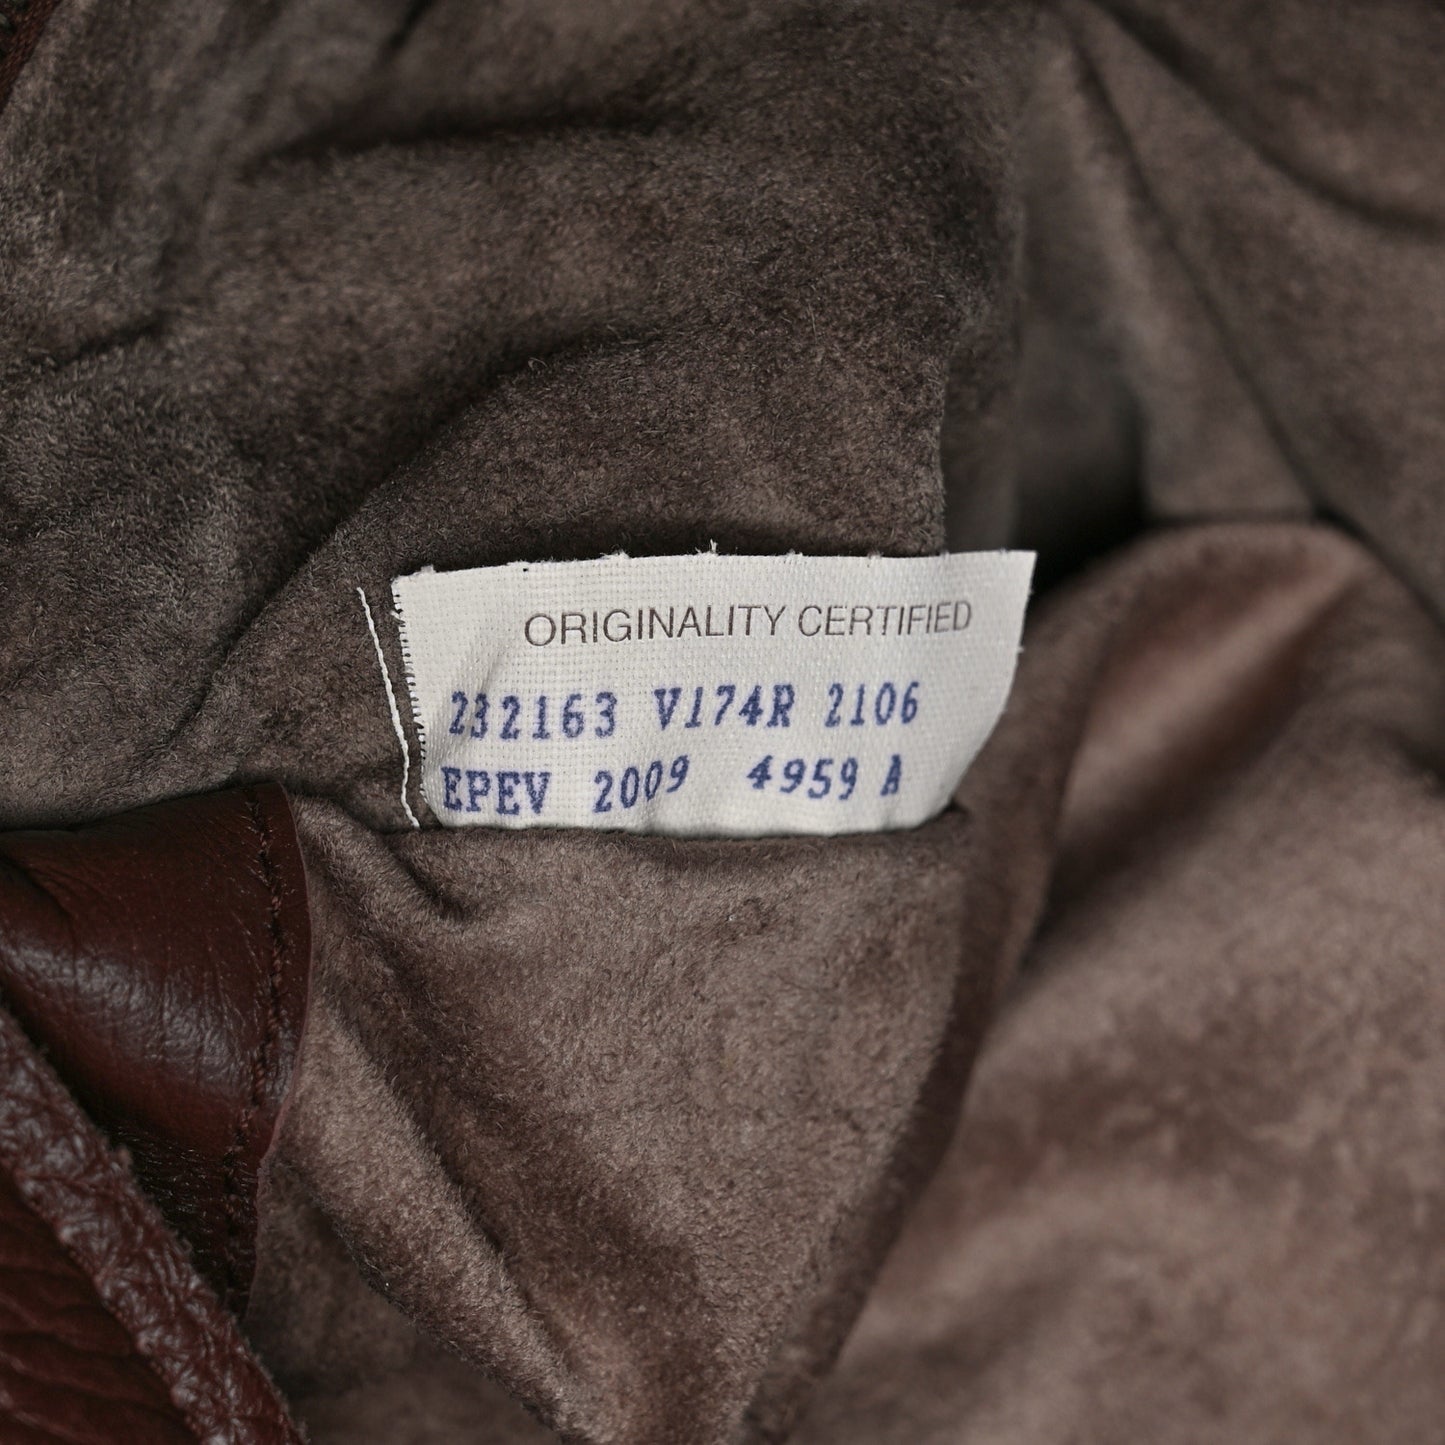 ORIGINALITY CERTIFIED
232163 V174R 2106
EPEV 2009 4959 A